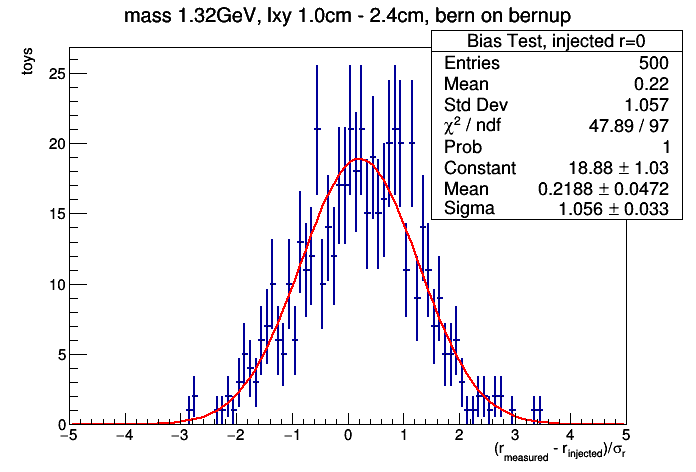 mass 1.32GeV, lxy 1.0cm - 2.4cm, bern on bernup
Bias Test, injected r=0
Entries 500
Mean 0.22
Std Dev 1.057
χ² / ndf 47.89 / 97
Prob 1
Constant 18.88 ± 1.03
Mean 0.2188 ± 0.0472
Sigma 1.056 ± 0.033
toys
25
20
15
10
5
0
−5 −4 −3 −2 −1 0 1 2 3 4 5
(r_measured - r_injected)/σ_r